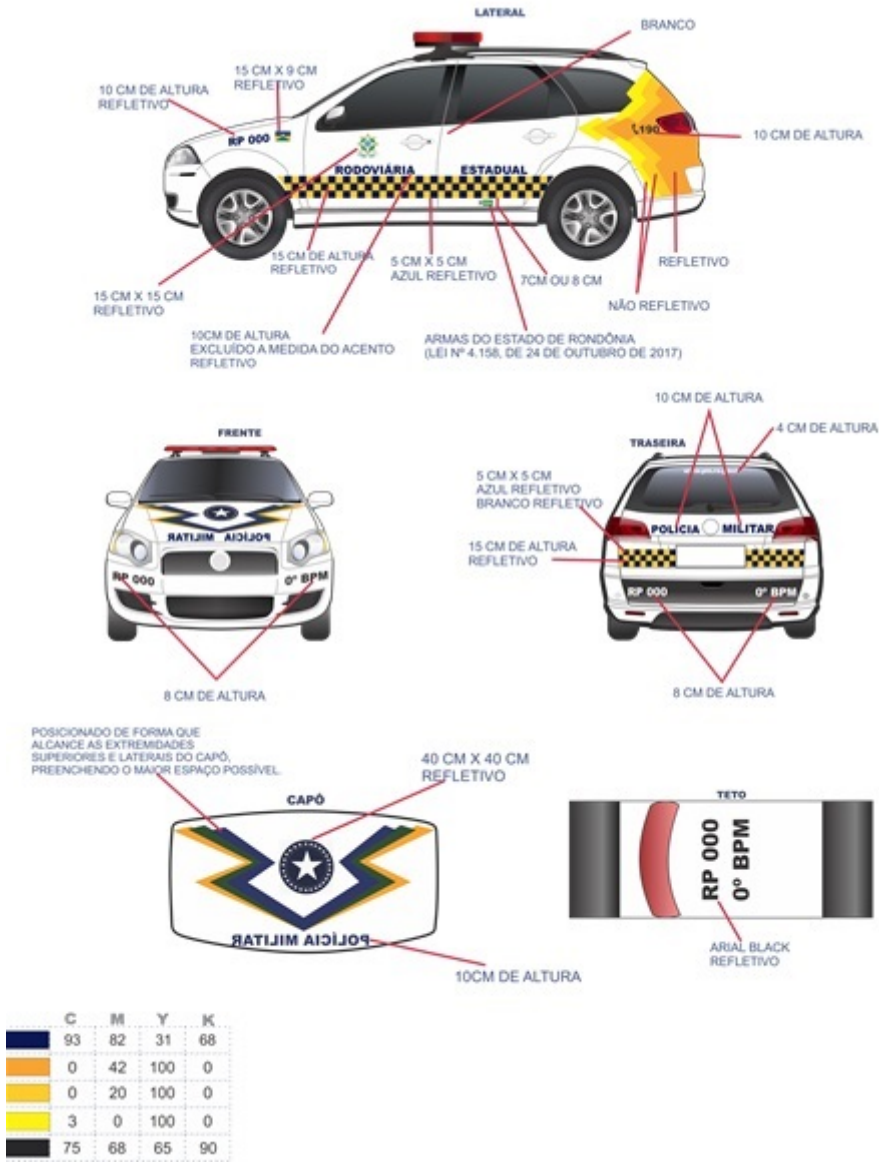 LATERAL
BRANCO
15 CM X 9 CM
REFLETIVO
10 CM DE ALTURA
REFLETIVO
RP 000
190
10 CM DE ALTURA
RODOVIÁRIA
ESTADUAL
15 CM DE ALTURA
REFLETIVO
5 CM X 5 CM
AZUL REFLETIVO
7CM OU 8 CM
REFLETIVO
15 CM X 15 CM
REFLETIVO
NÃO REFLETIVO
10CM DE ALTURA
EXCLUÍDO A MEDIDA DO ACENTO
REFLETIVO
ARMAS DO ESTADO DE RONDÔNIA
(LEI Nº 4.158, DE 24 DE OUTUBRO DE 2017)
FRENTE
POLÍCIA MILITAR
RP 000
0º BPM
8 CM DE ALTURA
10 CM DE ALTURA
4 CM DE ALTURA
TRASEIRA
5 CM X 5 CM
AZUL REFLETIVO
BRANCO REFLETIVO
15 CM DE ALTURA
REFLETIVO
POLÍCIA
MILITAR
RP 000
0º BPM
8 CM DE ALTURA
POSICIONADO DE FORMA QUE
ALCANCE AS EXTREMIDADES
SUPERIORES E LATERAIS DO CAPÔ,
PREENCHENDO O MAIOR ESPAÇO POSSÍVEL.
40 CM X 40 CM
REFLETIVO
CAPÔ
POLÍCIA MILITAR
10CM DE ALTURA
TETO
RP 000
0º BPM
ARIAL BLACK
REFLETIVO
C M Y K
93 82 31 68
0 42 100 0
0 20 100 0
3 0 100 0
75 68 65 90